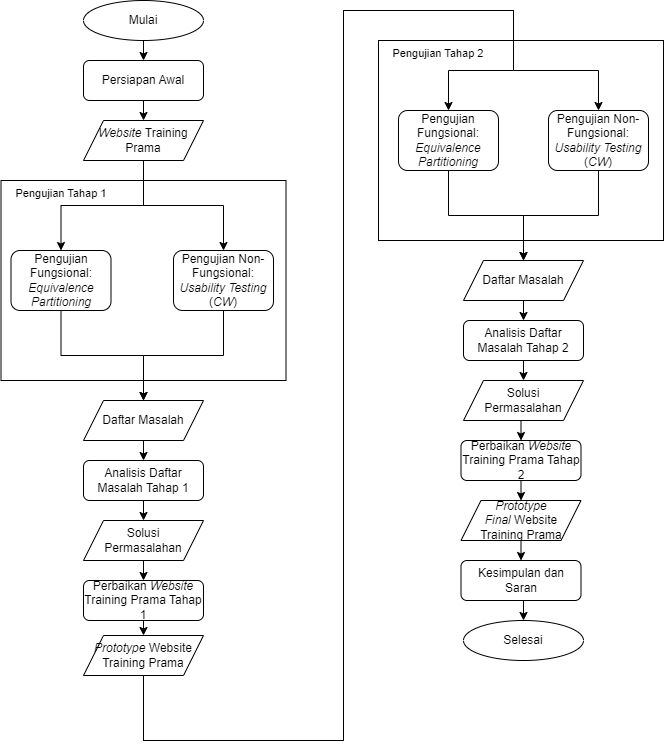 Mulai
Persiapan Awal
Website Training
Prama
Pengujian Tahap 1
Pengujian
Fungsional:
Equivalence
Partitioning
Pengujian Non-
Fungsional:
Usability Testing
(CW)
Daftar Masalah
Analisis Daftar
Masalah Tahap 1
Solusi
Permasalahan
Perbaikan Website
Training Prama Tahap
1
Prototype Website
Training Prama
Pengujian Tahap 2
Pengujian
Fungsional:
Equivalence
Partitioning
Pengujian Non-
Fungsional:
Usability Testing
(CW)
Daftar Masalah
Analisis Daftar
Masalah Tahap 2
Solusi
Permasalahan
Perbaikan Website
Training Prama Tahap
2
Prototype
Final Website
Training Prama
Kesimpulan dan
Saran
Selesai